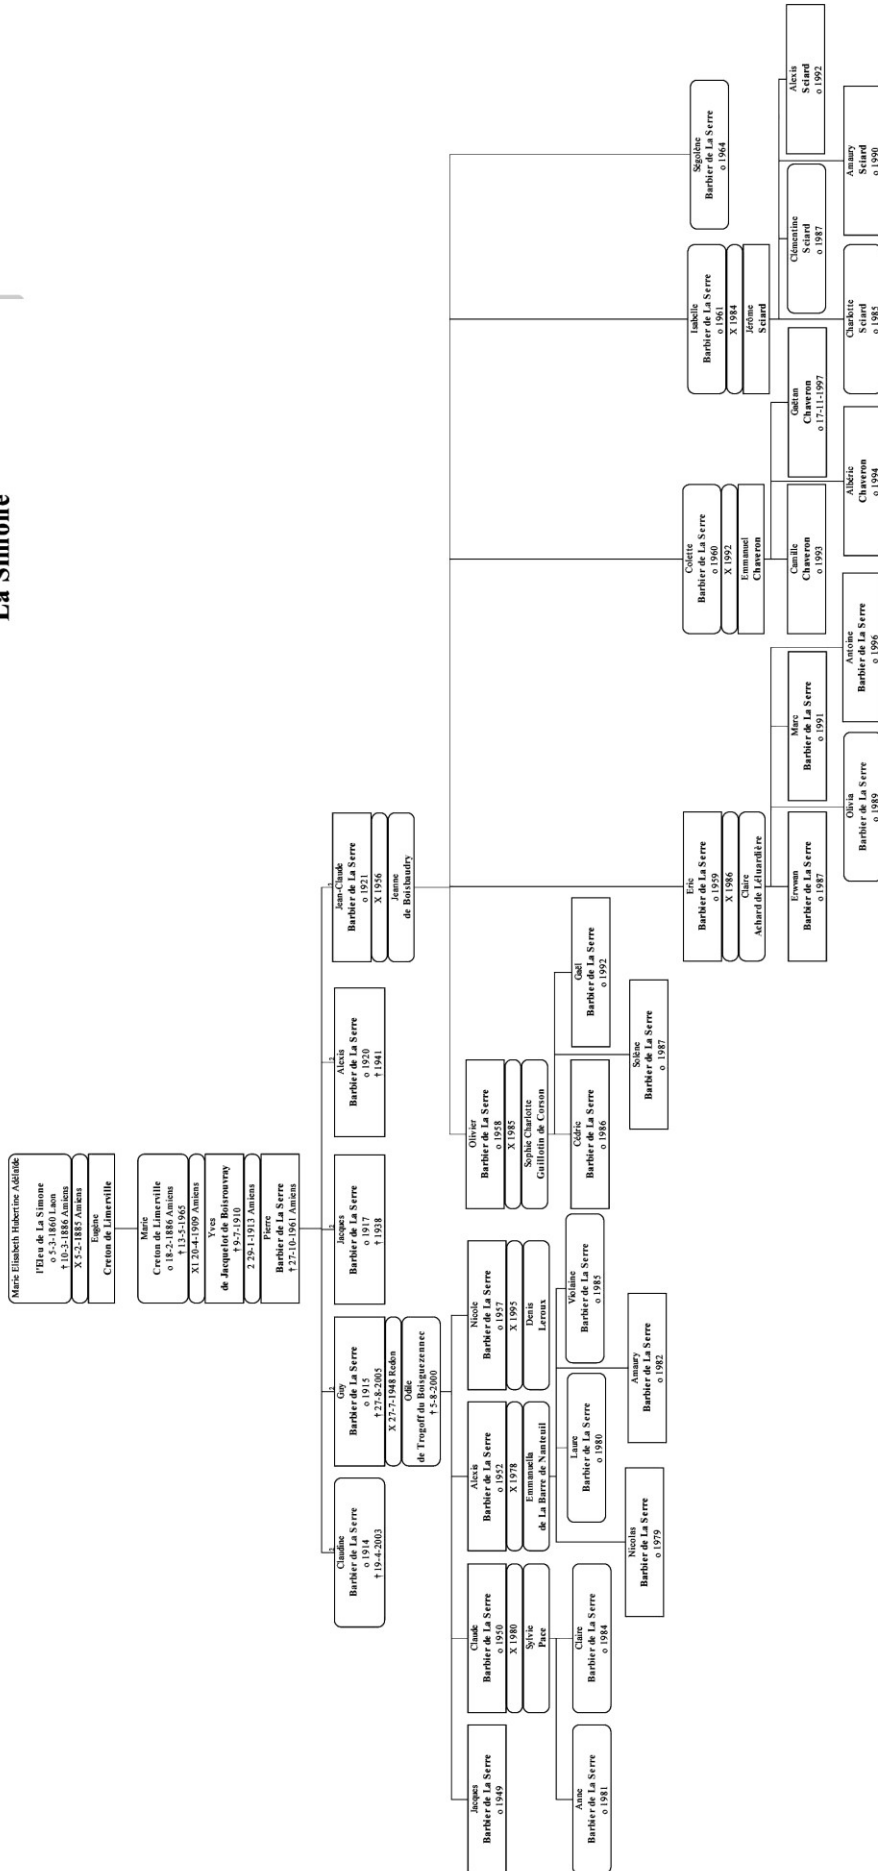 La Simone
Marie Elisabeth Hubertine Adélaïde
l'Eleu de La Simone
o 5-3-1860 Laon
† 10-3-1886 Amiens
X 5-2-1885 Amiens
Eugène
Creton de Limerville
Marie
Creton de Limerville
o 18-2-1886 Amiens
† 13-5-1965
X1 20-4-1909 Amiens
Yves
de Jacquelot de Boisrouvray
† 9-7-1910
2 29-1-1913 Amiens
Pierre
Barbier de La Serre
† 27-10-1961 Amiens
2
Claudine
Barbier de La Serre
o 1914
† 19-4-2003
2
Guy
Barbier de La Serre
o 1915
† 27-8-2005
X 27-7-1948 Redon
Odile
de Trogoff du Boisguezennec
† 5-8-2000
2
Jacques
Barbier de La Serre
o 1917
† 1938
2
Alexis
Barbier de La Serre
o 1920
† 1941
2
Jean-Claude
Barbier de La Serre
o 1921
X 1956
Jeanne
de Boisbaudry
Jacques
Barbier de La Serre
o 1949
Claude
Barbier de La Serre
o 1950
X 1980
Sylvie
Pace
Alexis
Barbier de La Serre
o 1952
X 1978
Emmanuella
de La Barre de Nanteuil
Nicole
Barbier de La Serre
o 1957
X 1995
Denis
Leroux
Olivier
Barbier de La Serre
o 1958
X 1985
Sophie Charlotte
Guillotin de Corson
Anne
Barbier de La Serre
o 1981
Claire
Barbier de La Serre
o 1984
Nicolas
Barbier de La Serre
o 1979
Laure
Barbier de La Serre
o 1980
Amaury
Barbier de La Serre
o 1982
Violaine
Barbier de La Serre
o 1985
Cédric
Barbier de La Serre
o 1986
Solène
Barbier de La Serre
o 1987
Gaël
Barbier de La Serre
o 1992
Eric
Barbier de La Serre
o 1959
X 1986
Claire
Achard de Léluardière
Colette
Barbier de La Serre
o 1960
X 1992
Emmanuel
Chaveron
Isabelle
Barbier de La Serre
o 1961
X 1984
Jérôme
Sciard
Ségolène
Barbier de La Serre
o 1964
Erwwan
Barbier de La Serre
o 1987
Olivia
Barbier de La Serre
o 1989
Marc
Barbier de La Serre
o 1991
Antoine
Barbier de La Serre
o 1996
Camille
Chaveron
o 1993
Albéric
Chaveron
o 1994
Gaëtan
Chaveron
o 17-11-1997
Charlotte
Sciard
o 1985
Clémentine
Sciard
o 1987
Amaury
Sciard
o 1990
Alexis
Sciard
o 1992